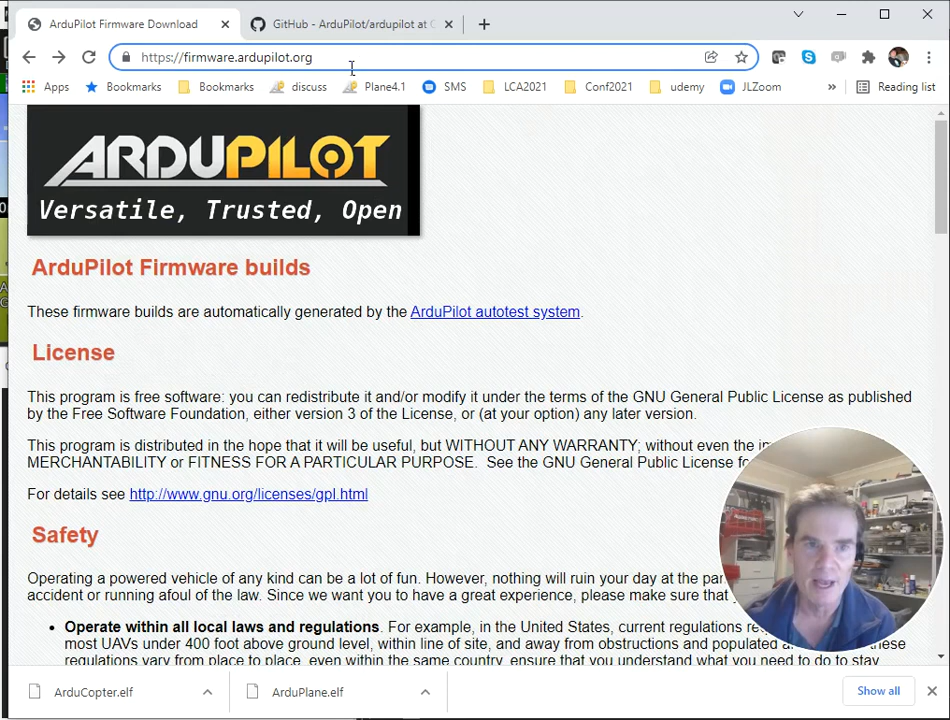 ArduPilot Firmware Download
GitHub - ArduPilot/ardupilot at C
https://firmware.ardupilot.org
Apps
Bookmarks
Bookmarks
discuss
Plane4.1
SMS
LCA2021
Conf2021
udemy
JLZoom
»
Reading list
ARDUPILOT
Versatile, Trusted, Open
ArduPilot Firmware builds
These firmware builds are automatically generated by the ArduPilot autotest system.
License
This program is free software: you can redistribute it and/or modify it under the terms of the GNU General Public License as published
by the Free Software Foundation, either version 3 of the License, or (at your option) any later version.
This program is distributed in the hope that it will be useful, but WITHOUT ANY WARRANTY; without even the
MERCHANTABILITY or FITNESS FOR A PARTICULAR PURPOSE. See the GNU General Public License
For details see http://www.gnu.org/licenses/gpl.html
Safety
Operating a powered vehicle of any kind can be a lot of fun. However, nothing will ruin your day at the
accident or running afoul of the law. Since we want you to have a great experience, please make sure that
• Operate within all local laws and regulations. For example, in the United States, current regulations
most UAVs under 400 foot above ground level, within line of site, and away from obstructions and populated
regulations vary from place to place, even within the same country, ensure that you understand what you need to do to stay
ArduCopter.elf
ArduPlane.elf
Show all